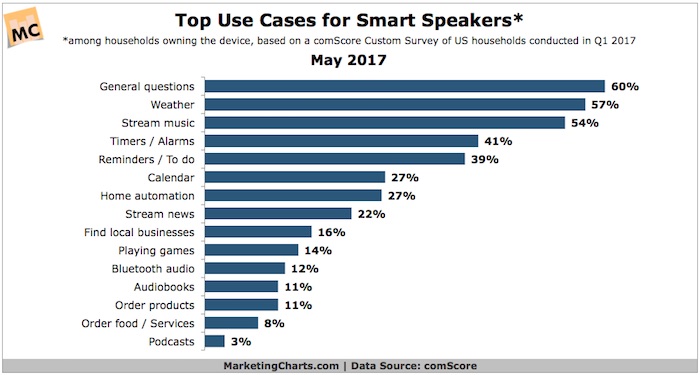 MC
Top Use Cases for Smart Speakers*
*among households owning the device, based on a comScore Custom Survey of US households conducted in Q1 2017
May 2017
General questions 60%
Weather 57%
Stream music 54%
Timers / Alarms 41%
Reminders / To do 39%
Calendar 27%
Home automation 27%
Stream news 22%
Find local businesses 16%
Playing games 14%
Bluetooth audio 12%
Audiobooks 11%
Order products 11%
Order food / Services 8%
Podcasts 3%
MarketingCharts.com | Data Source: comScore